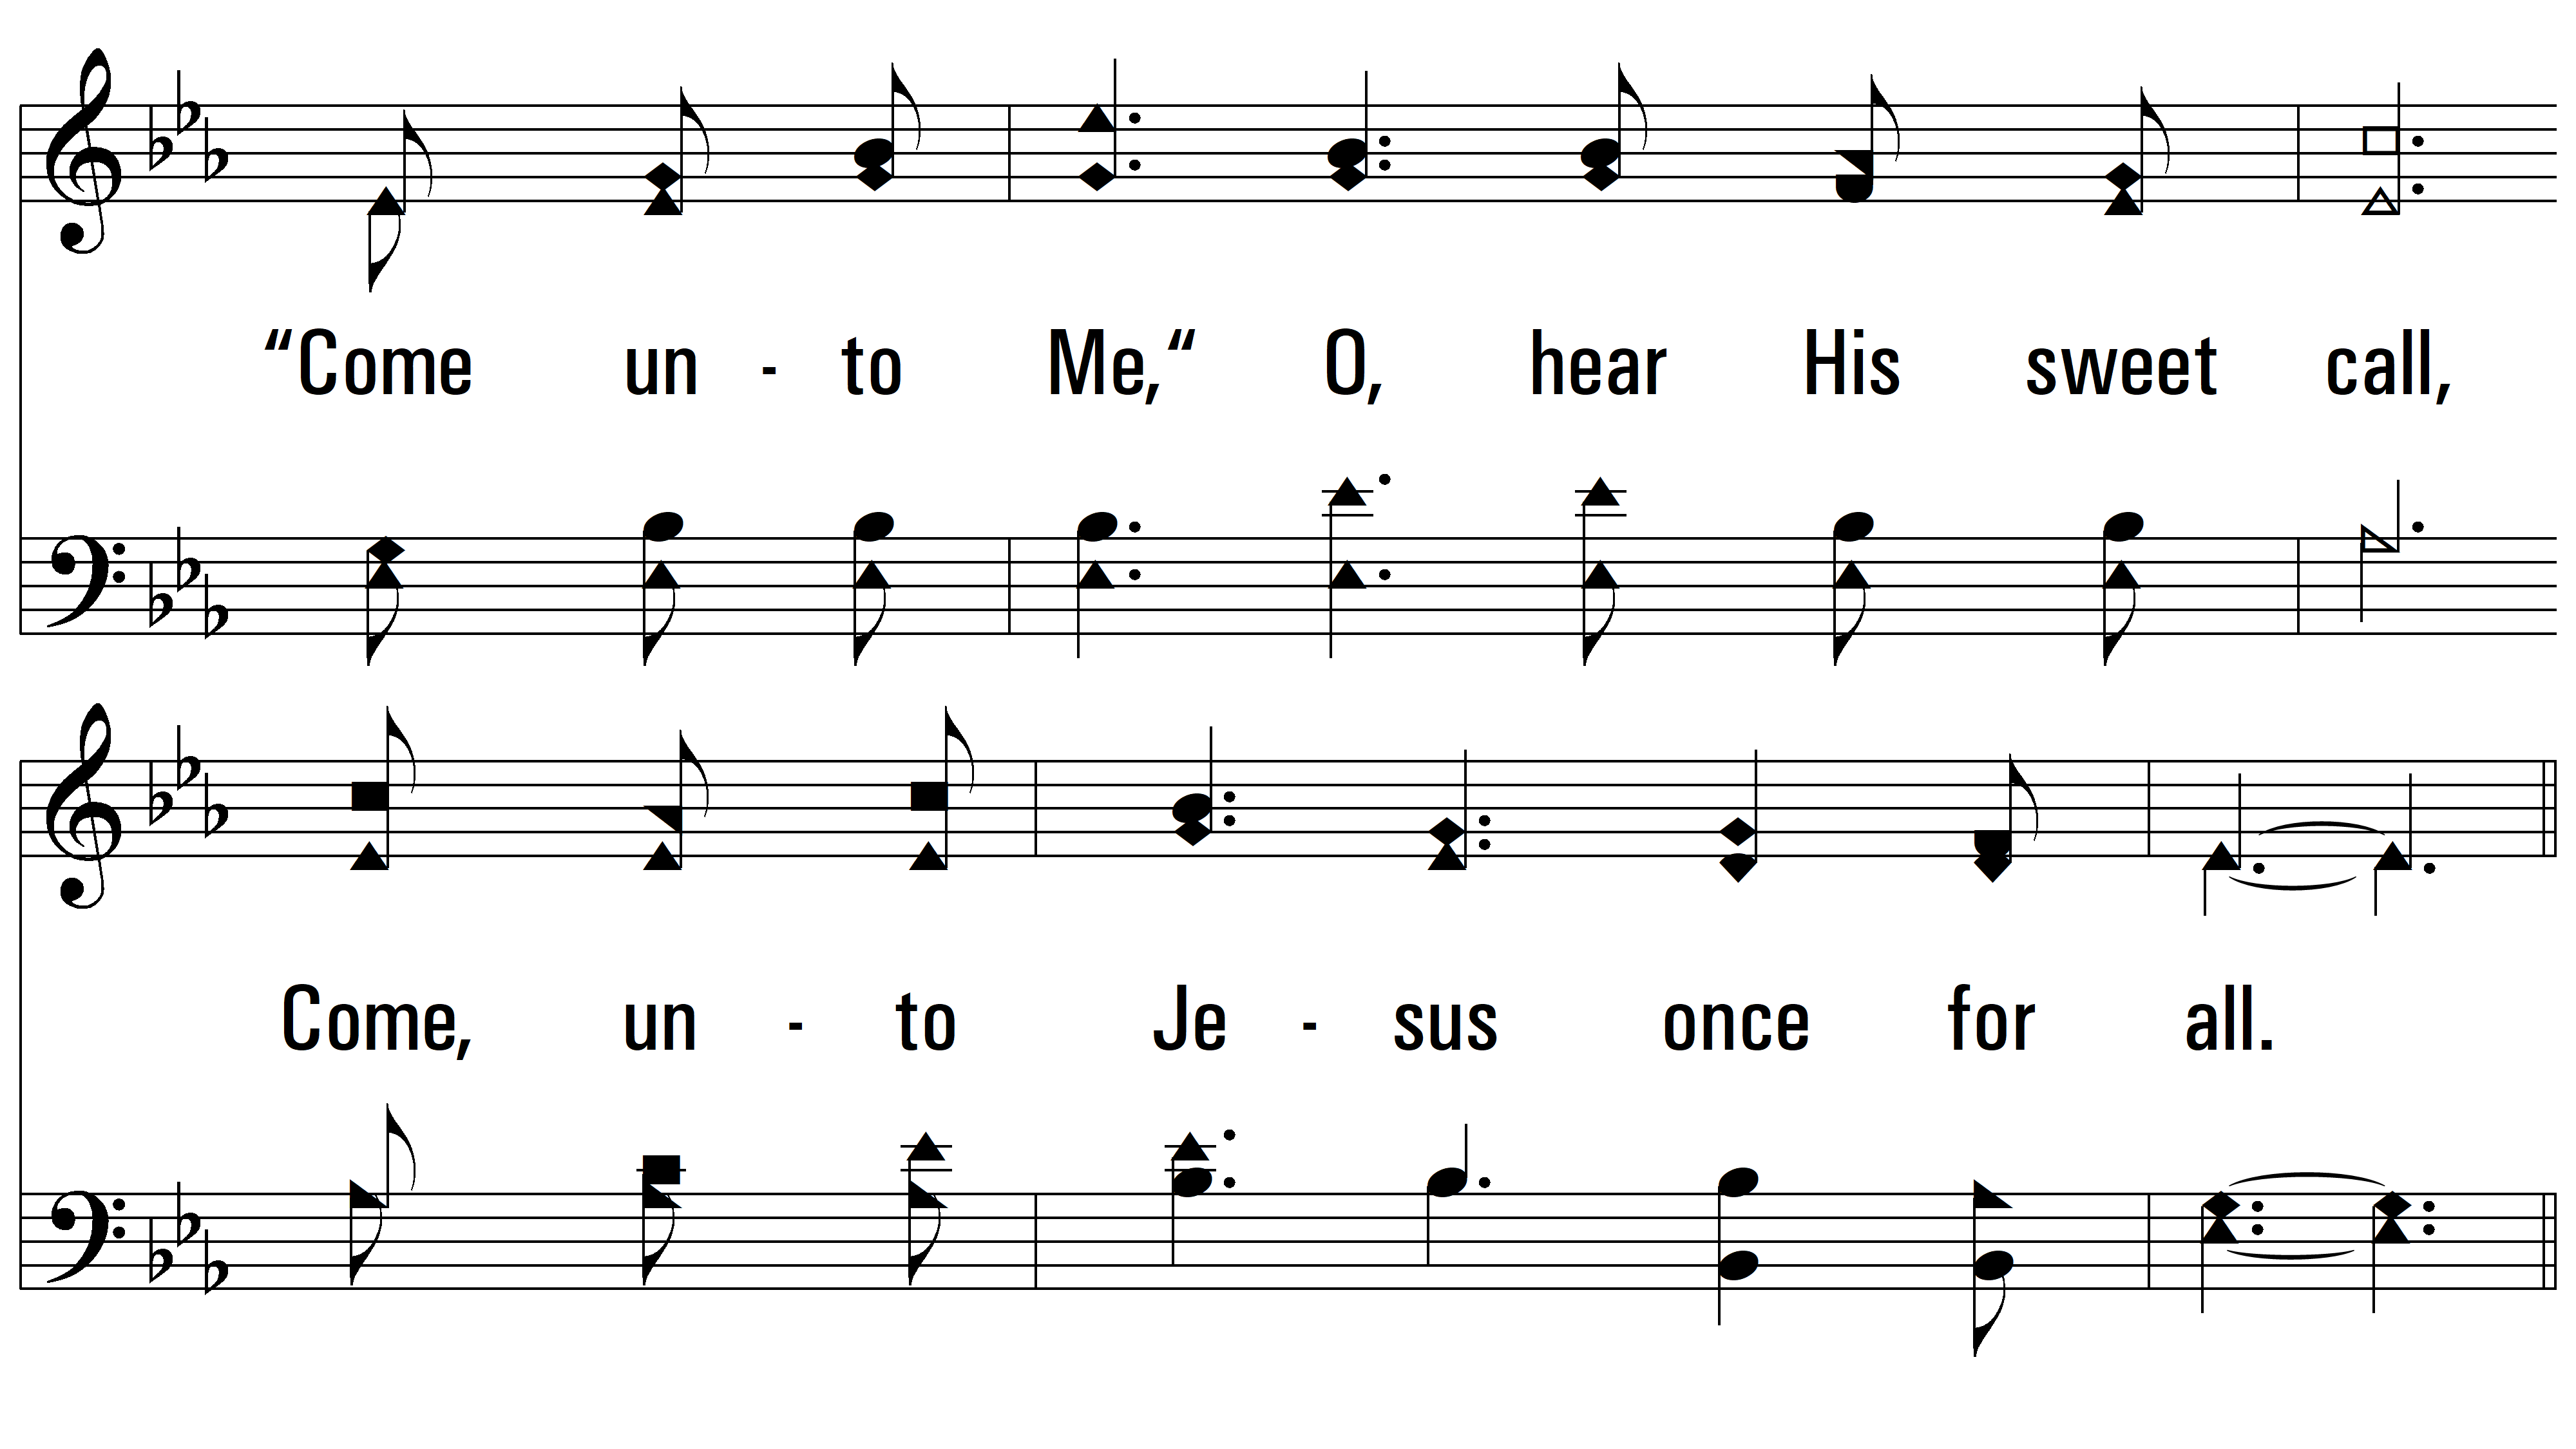 “Come un - to Me,“ O, hear His sweet call,
Come, un - to Je - sus once for all.